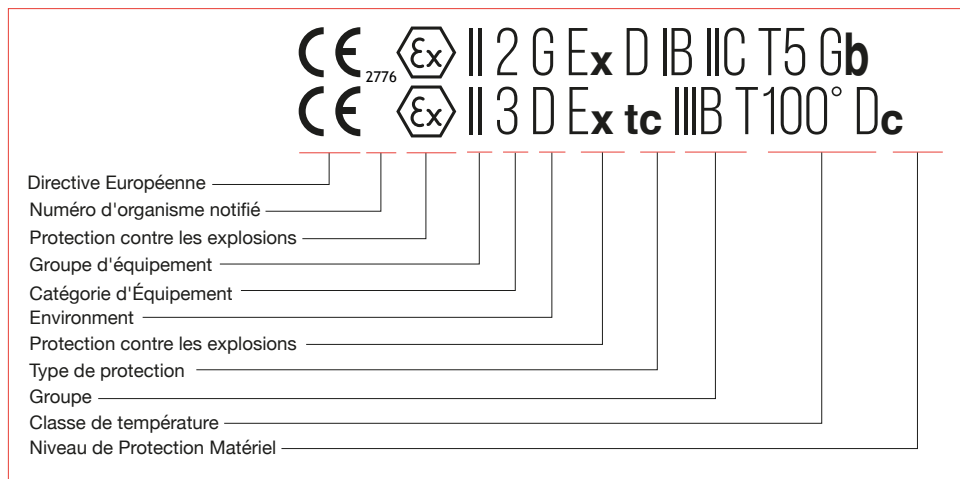 CE 2776 Ex II 2 G Ex D IB IIC T5 Gb
CE Ex II 3 D Ex tc IIIB T100° Dc
Directive Européenne
Numéro d'organisme notifié
Protection contre les explosions
Groupe d'équipement
Catégorie d'Équipement
Environment
Protection contre les explosions
Type de protection
Groupe
Classe de température
Niveau de Protection Matériel